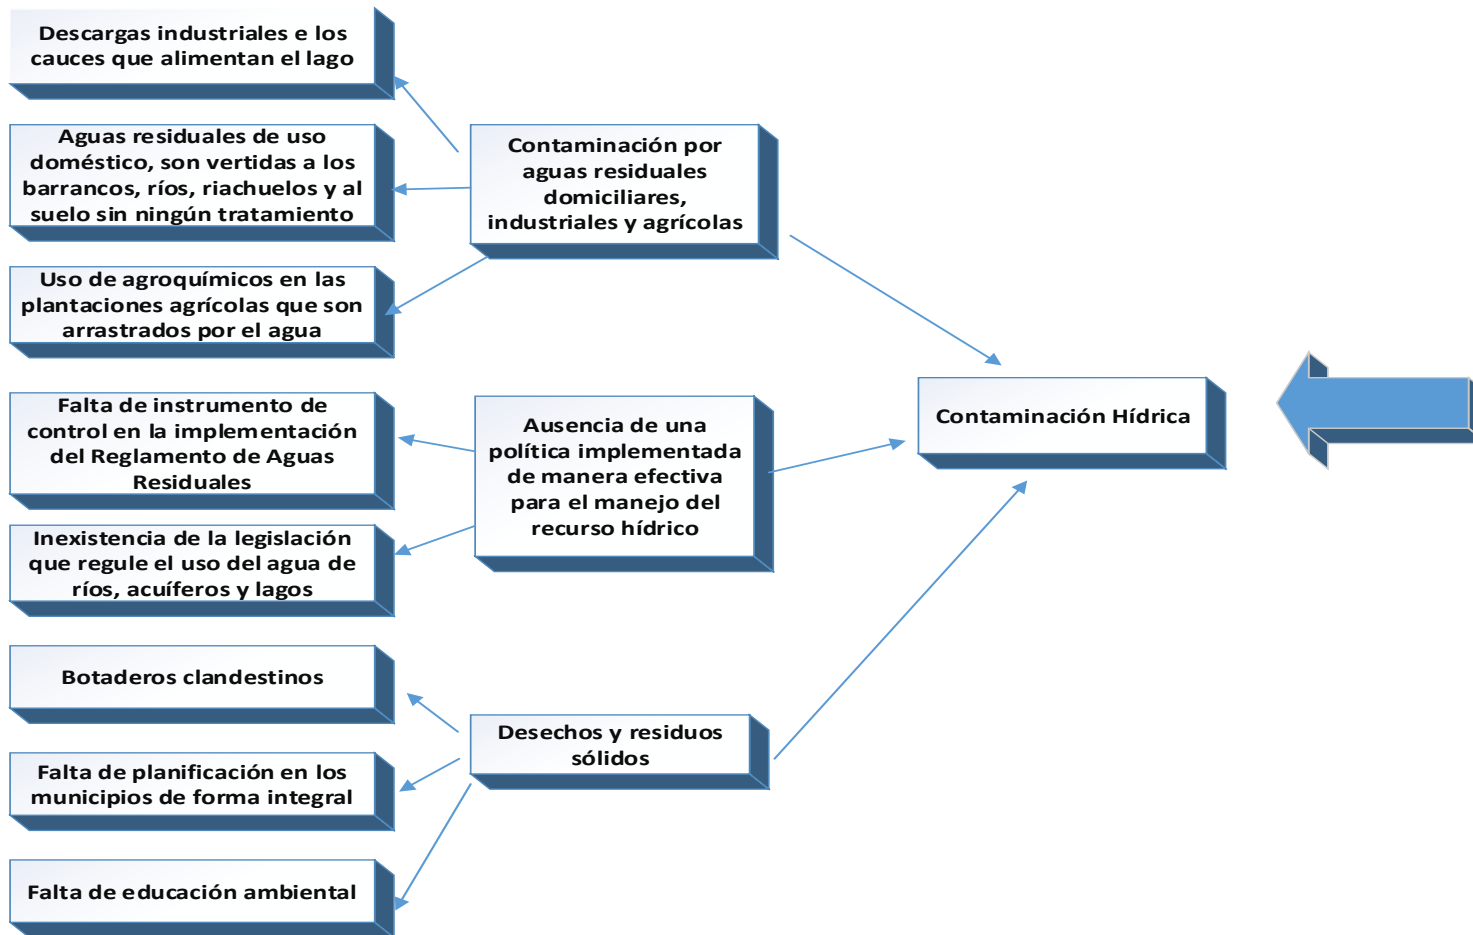 Descargas industriales e los
cauces que alimentan el lago
Aguas residuales de uso
doméstico, son vertidas a los
barrancos, ríos, riachuelos y al
suelo sin ningún tratamiento
Uso de agroquímicos en las
plantaciones agrícolas que son
arrastrados por el agua
Contaminación por
aguas residuales
domiciliares,
industriales y agrícolas
Falta de instrumento de
control en la implementación
del Reglamento de Aguas
Residuales
Inexistencia de la legislación
que regule el uso del agua de
ríos, acuíferos y lagos
Ausencia de una
política implementada
de manera efectiva
para el manejo del
recurso hídrico
Contaminación Hídrica
Botaderos clandestinos
Falta de planificación en los
municipios de forma integral
Falta de educación ambiental
Desechos y residuos
sólidos